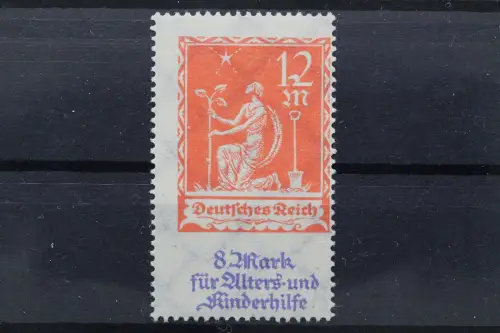 12
M
Deutsches Reich
8 Mark
für Alters- und
Kinderhilfe